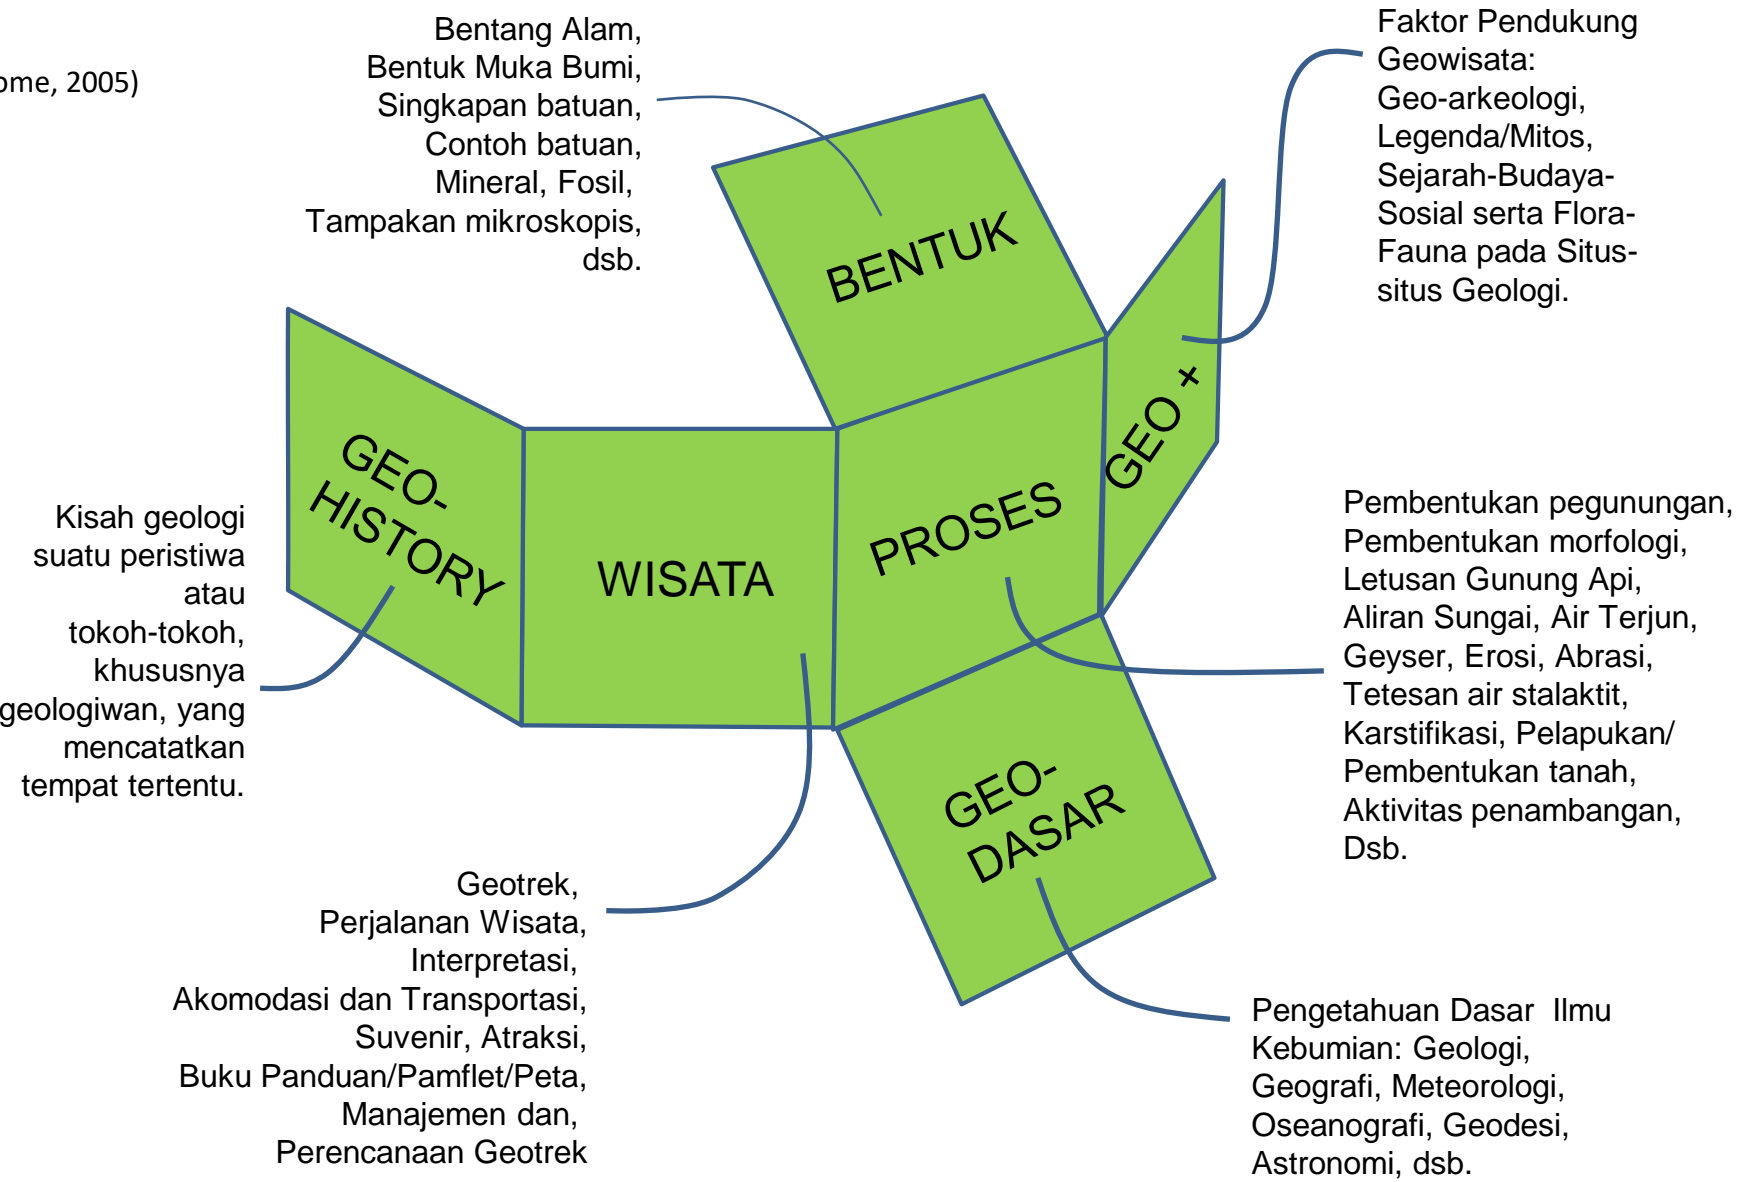 2005)
Bentang Alam,
Bentuk Muka Bumi,
Singkapan batuan,
Contoh batuan,
Mineral, Fosil,
Tampakan mikroskopis,
dsb.
Faktor Pendukung
Geowisata:
Geo-arkeologi,
Legenda/Mitos,
Sejarah-Budaya-
Sosial serta Flora-
Fauna pada Situs-
situs Geologi.
BENTUK
GEO +
GEO-
HISTORY
WISATA
PROSES
GEO-
DASAR
Kisah geologi
suatu peristiwa
atau
tokoh-tokoh,
khususnya
geologiwan, yang
mencatatkan
tempat tertentu.
Pembentukan pegunungan,
Pembentukan morfologi,
Letusan Gunung Api,
Aliran Sungai, Air Terjun,
Geyser, Erosi, Abrasi,
Tetesan air stalaktit,
Karstifikasi, Pelapukan/
Pembentukan tanah,
Aktivitas penambangan,
Dsb.
Geotrek,
Perjalanan Wisata,
Interpretasi,
Akomodasi dan Transportasi,
Suvenir, Atraksi,
Buku Panduan/Pamflet/Peta,
Manajemen dan,
Perencanaan Geotrek
Pengetahuan Dasar  Ilmu
Kebumian: Geologi,
Geografi, Meteorologi,
Oseanografi, Geodesi,
Astronomi, dsb.